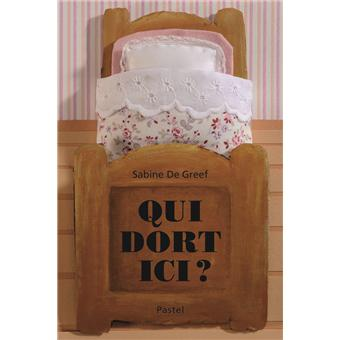 Sabine De Greef
QUI
DORT
ICI?
Pastel